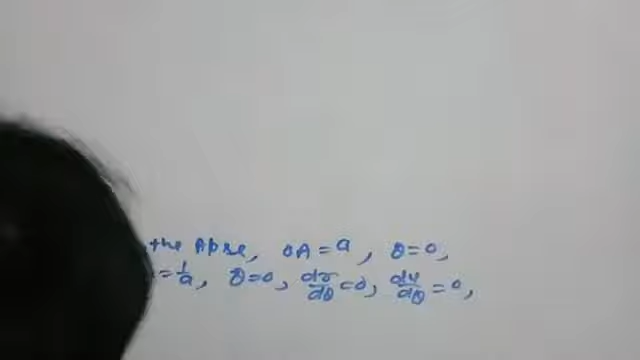 the Apse, OA = a, θ = 0,
= 1/a, θ = 0, dr/dθ = 0, du/dθ = 0,